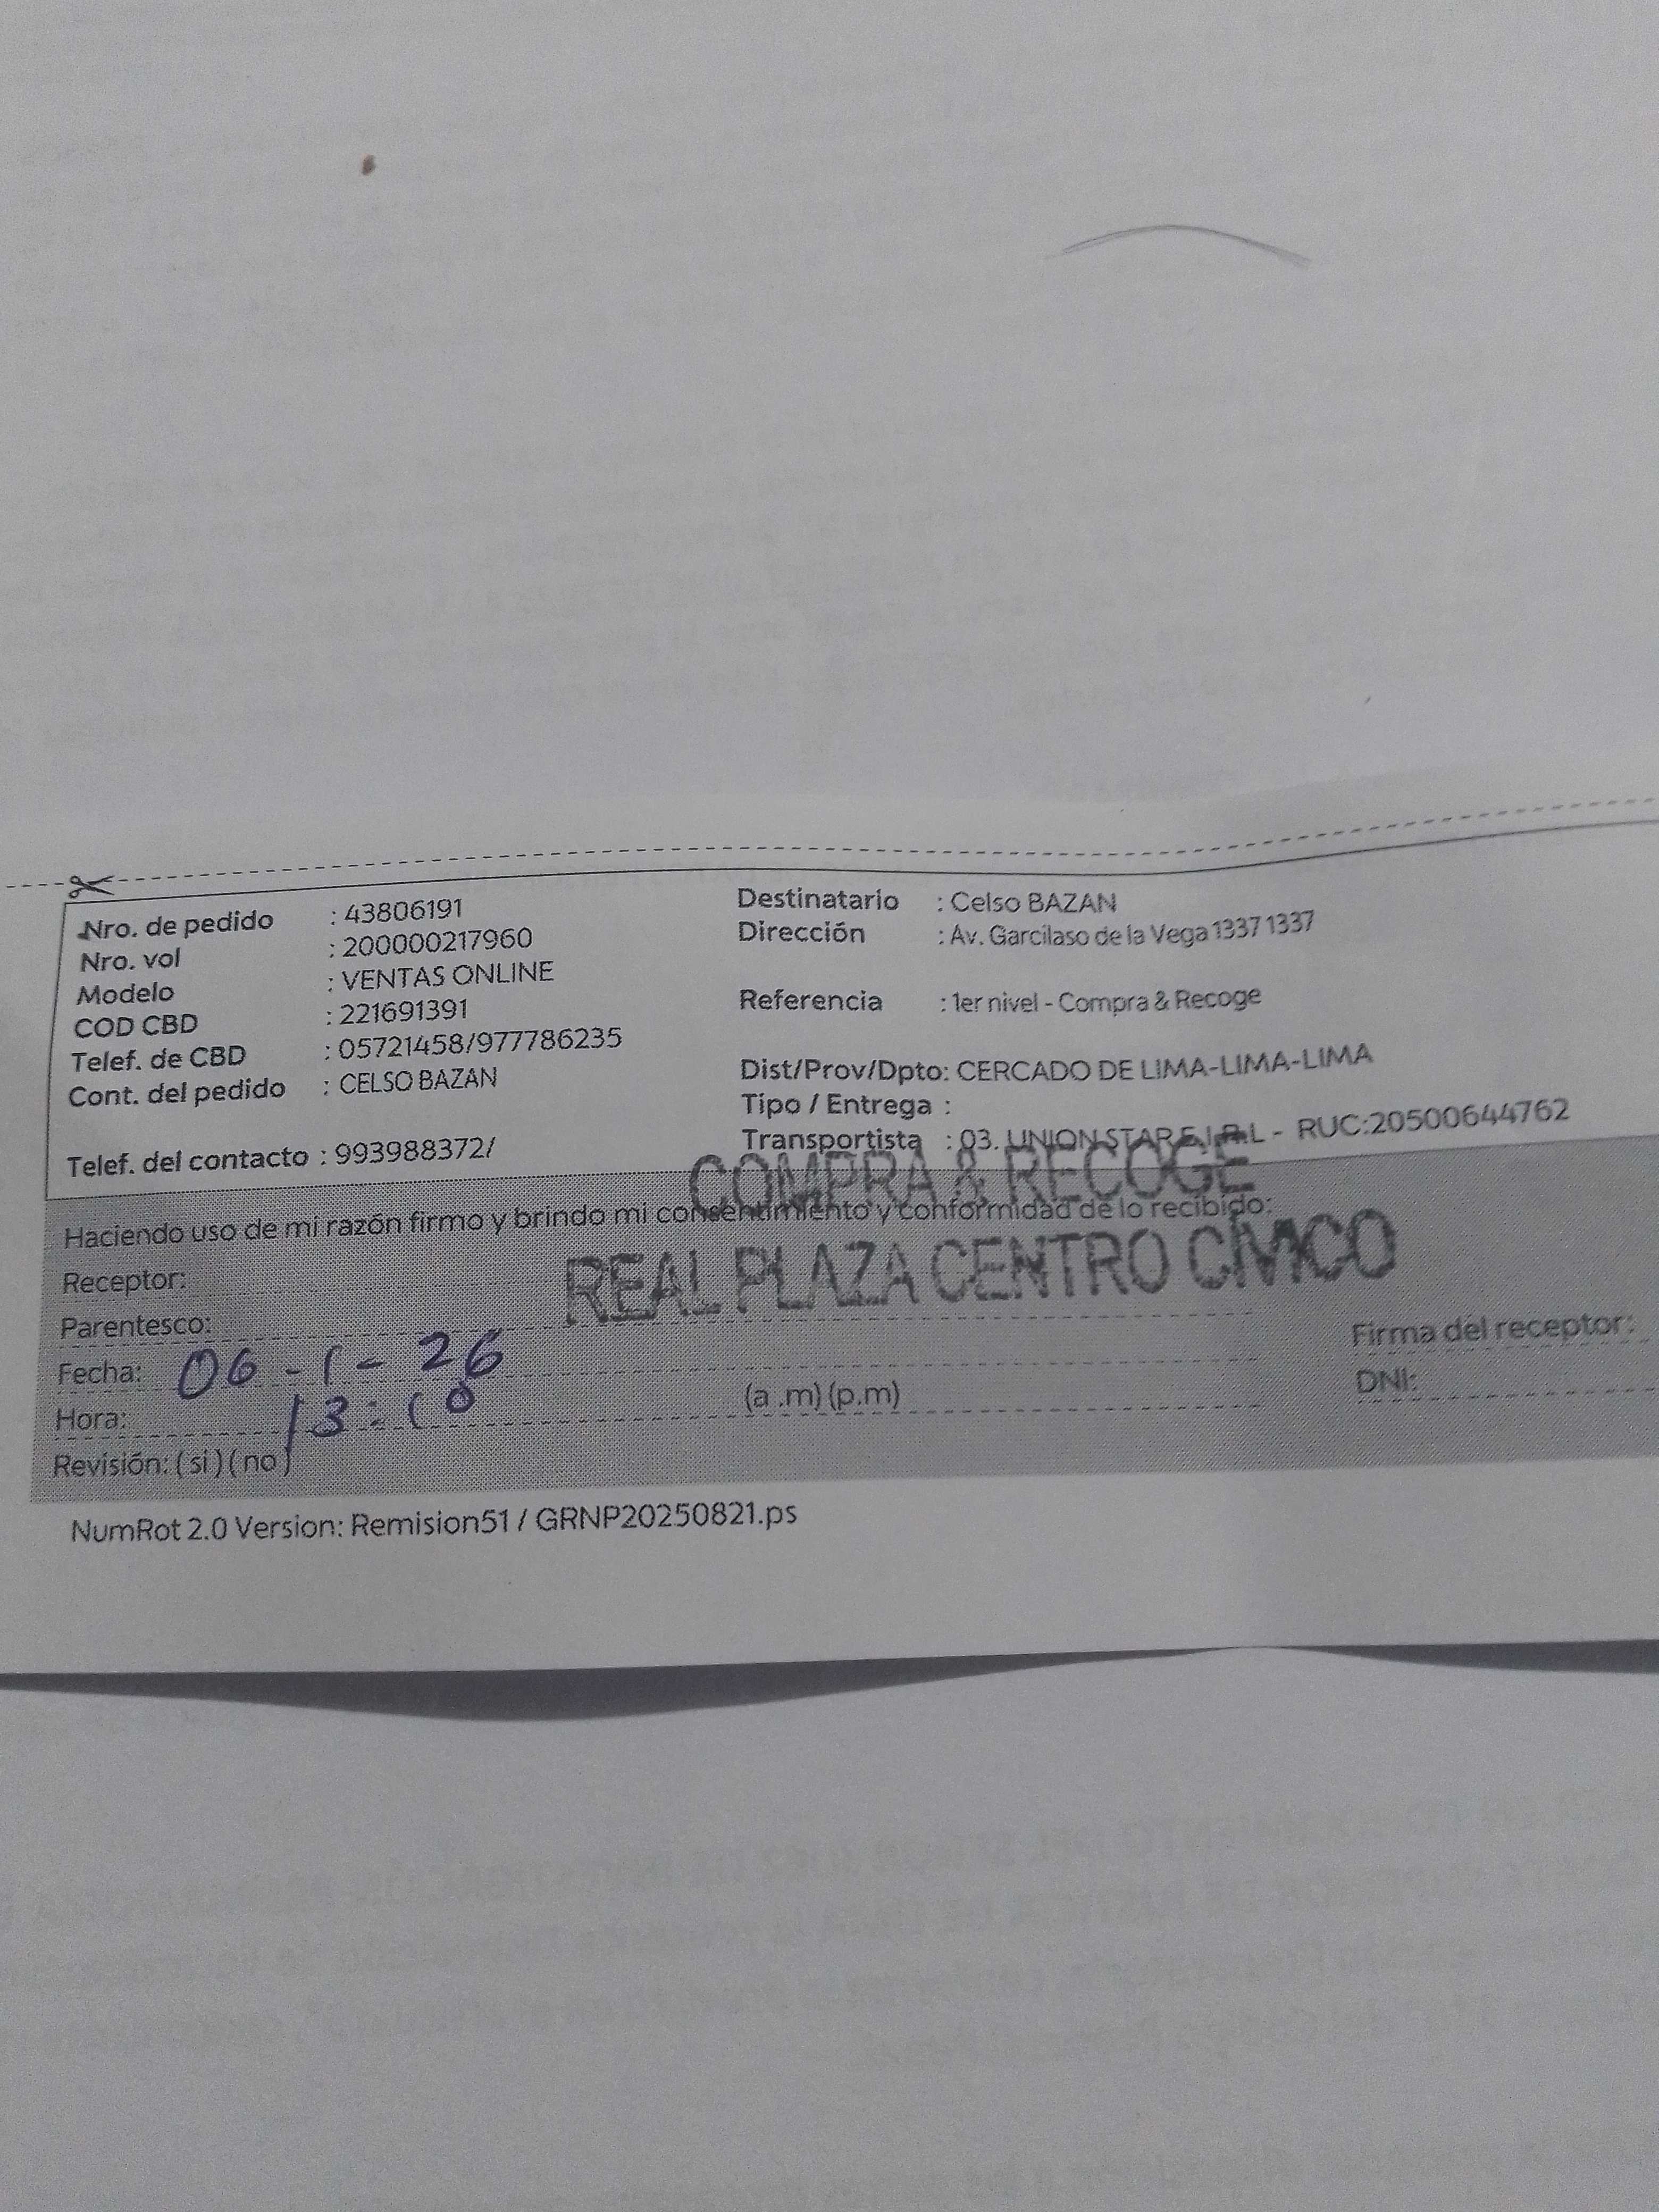 Nro. de pedido : 43806191
Nro. vol : 200000217960
Modelo : VENTAS ONLINE
COD CBD : 221691391
Telef. de CBD : 05721458/977786235
Cont. del pedido : CELSO BAZAN
Telef. del contacto : 993988372/
Destinatario : Celso BAZAN
Dirección : Av. Garcilaso de la Vega 1337 1337
Referencia : 1er nivel - Compra & Recoge
Dist/Prov/Dpto: CERCADO DE LIMA-LIMA-LIMA
Tipo / Entrega :
Transportista : 03. UNION STAR E.I.R.L - RUC:20500644762
COMPRA & RECOGE
Haciendo uso de mi razón firmo y brindo mi consentimiento y conformidad de lo recibido:
REAL PLAZA CENTRO CIVICO
Receptor:
Parentesco:
Fecha: 06 - 1 - 26
Hora: 13:10 (a .m) (p.m)
Revisión: (si) (no)
Firma del receptor:
DNI:
NumRot 2.0 Version: Remision51 / GRNP20250821.ps